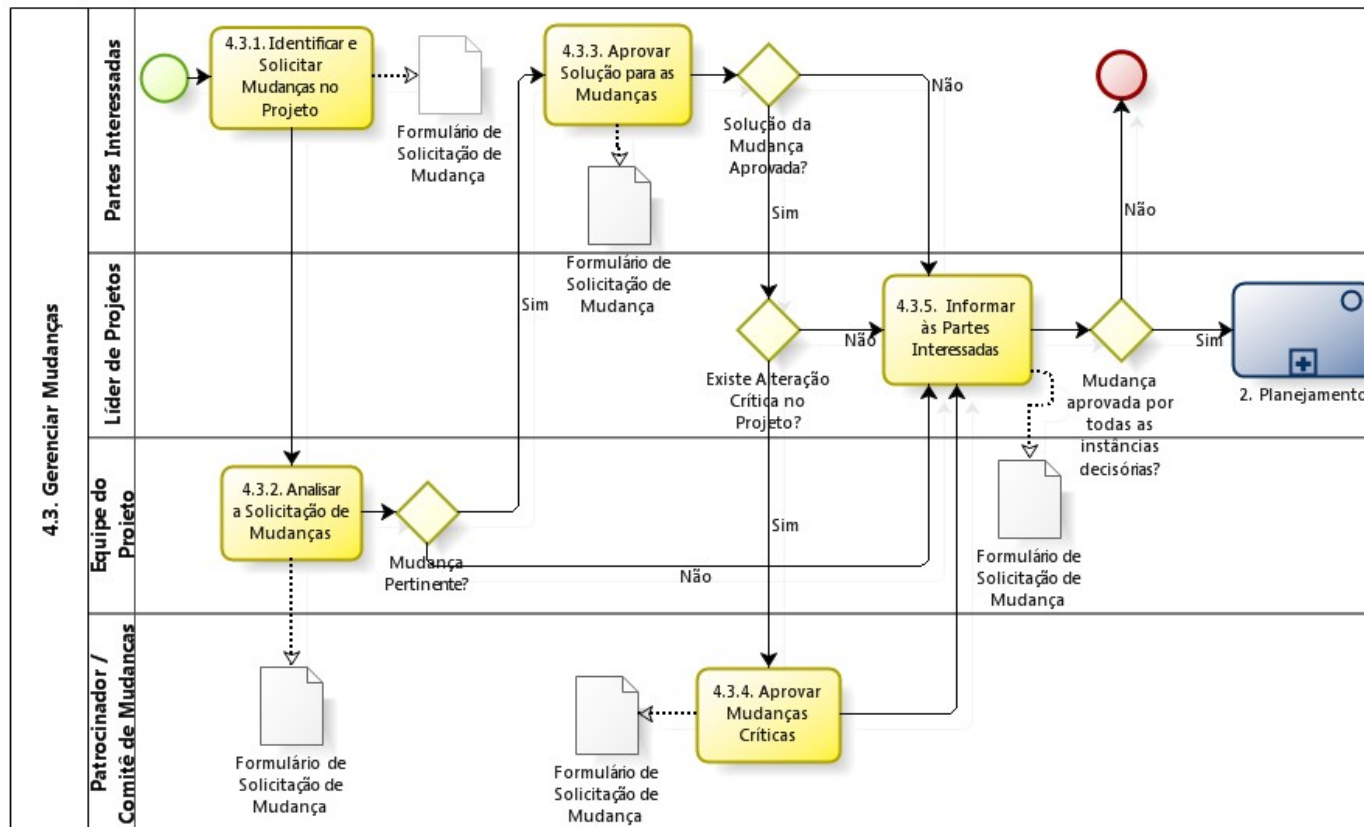 4.3. Gerenciar Mudanças
Partes Interessadas
4.3.1. Identificar e
Solicitar
Mudanças no
Projeto
Formulário de
Solicitação de
Mudança
4.3.3. Aprovar
Solução para as
Mudanças
Formulário de
Solicitação de
Mudança
Solução da
Mudança
Aprovada?
Não
Sim
Não
Líder de Projetos
Sim
Existe Alteração
Crítica no
Projeto?
Não
4.3.5. Informar
às Partes
Interessadas
Sim
Mudança
aprovada por
todas as
instâncias
decisórias?
2. Planejamento
Equipe do
Projeto
4.3.2. Analisar
a Solicitação de
Mudanças
Mudança
Pertinente?
Não
Sim
Formulário de
Solicitação de
Mudança
Patrocinador /
Comitê de Mudanças
Formulário de
Solicitação de
Mudança
Formulário de
Solicitação de
Mudança
4.3.4. Aprovar
Mudanças
Críticas